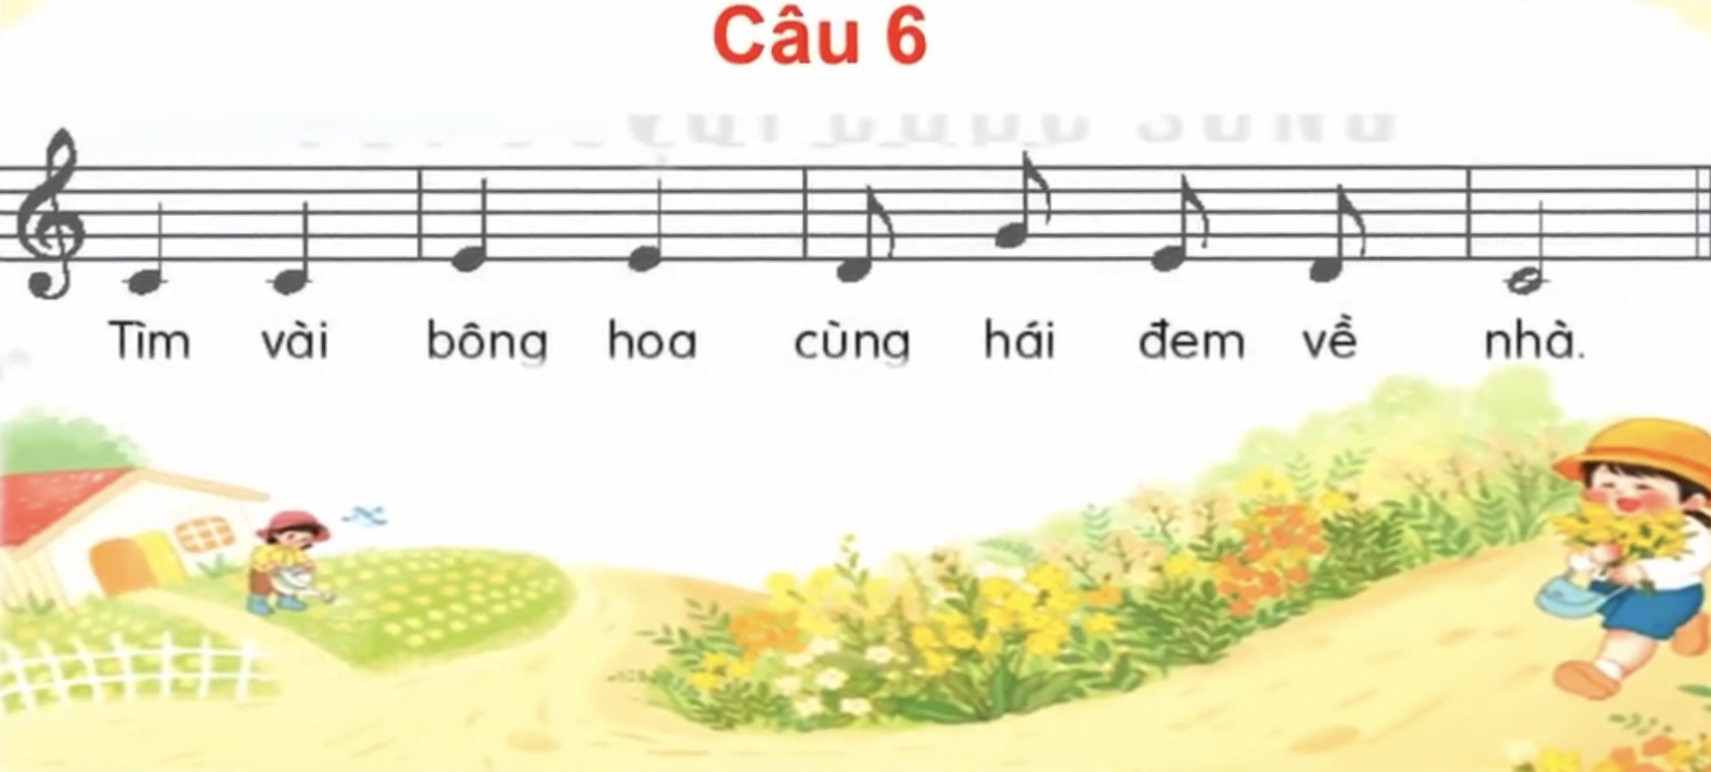 Câu 6
Tìm vài bông hoa cùng hái đem về nhà.